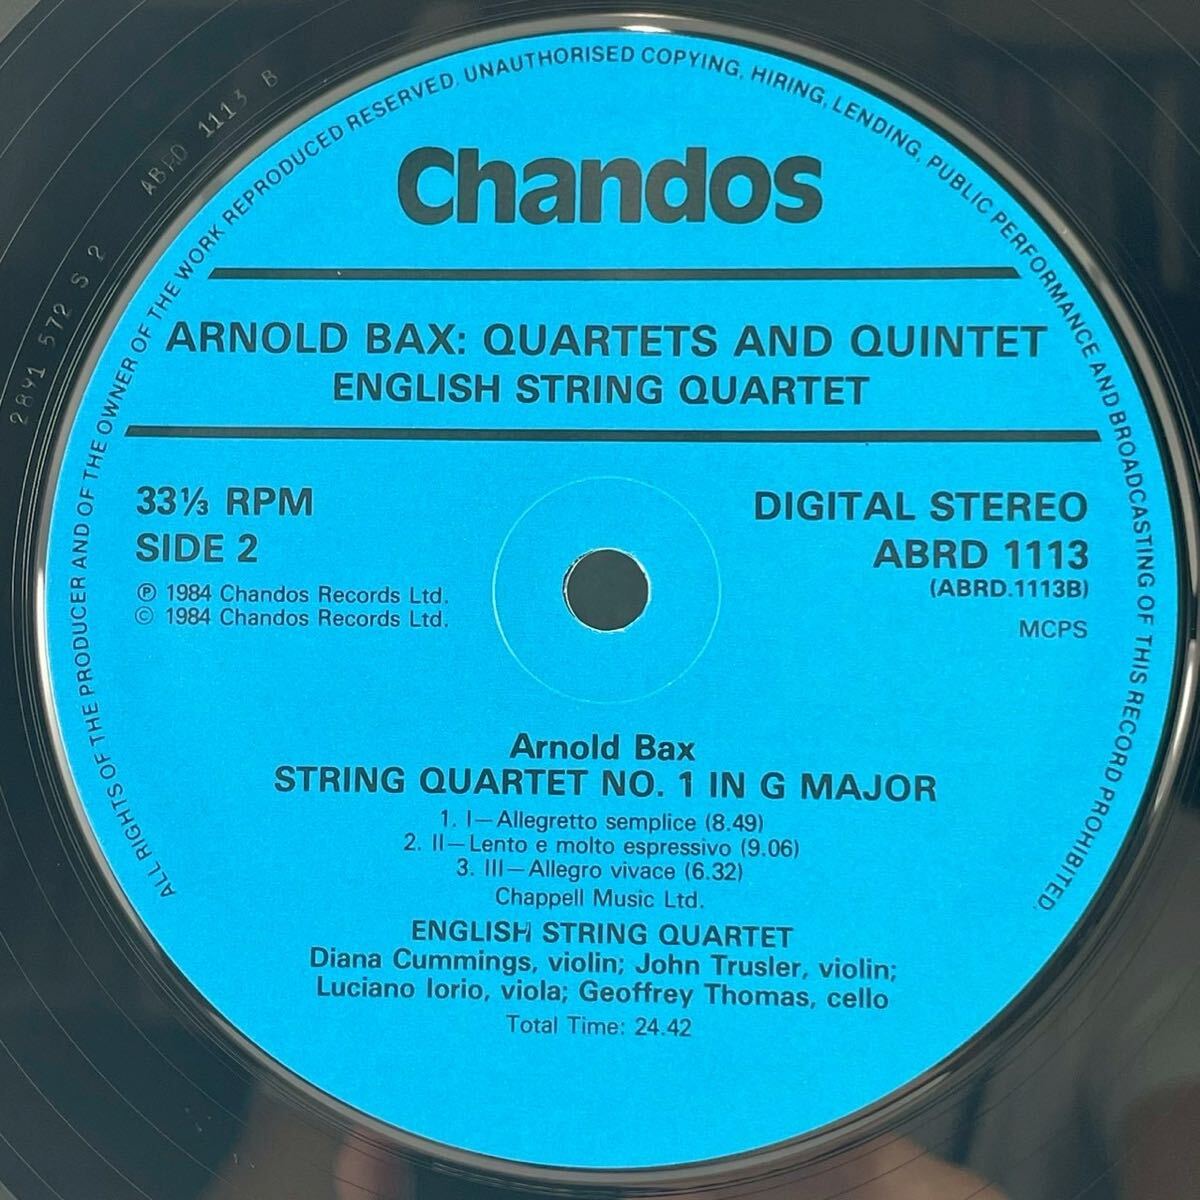 ALL RIGHTS OF THE PRODUCER AND OF THE OWNER OF THE WORK REPRODUCED RESERVED. UNAUTHORISED COPYING, HIRING, LENDING, PUBLIC PERFORMANCE AND BROADCASTING OF THIS RECORD PROHIBITED.
2891 572 S 2 ABRD 1113 B
Chandos
ARNOLD BAX: QUARTETS AND QUINTET
ENGLISH STRING QUARTET
33⅓ RPM
SIDE 2
℗ 1984 Chandos Records Ltd.
© 1984 Chandos Records Ltd.
DIGITAL STEREO
ABRD 1113
(ABRD.1113B)
MCPS
Arnold Bax
STRING QUARTET NO. 1 IN G MAJOR
1. I—Allegretto semplice (8.49)
2. II—Lento e molto espressivo (9.06)
3. III—Allegro vivace (6.32)
Chappell Music Ltd.
ENGLISH STRING QUARTET
Diana Cummings, violin; John Trusler, violin;
Luciano Iorio, viola; Geoffrey Thomas, cello
Total Time: 24.42